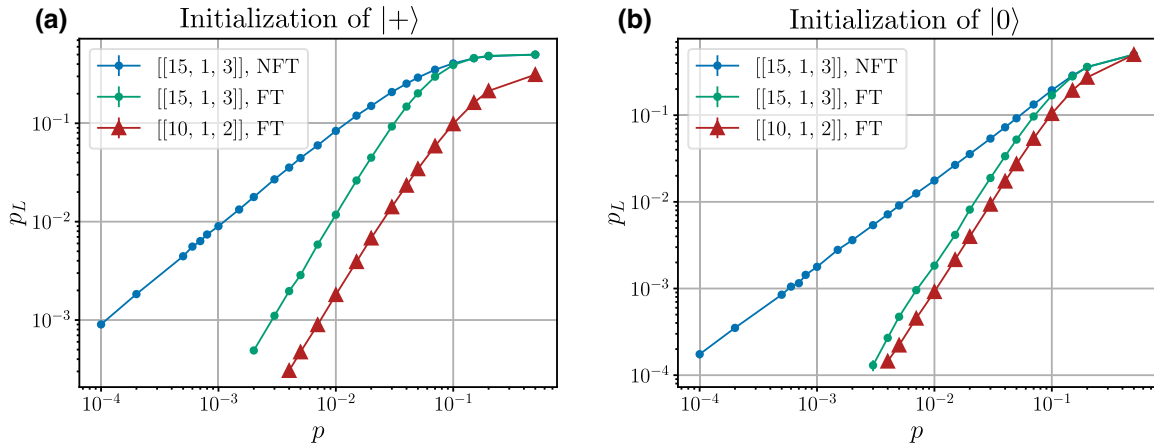 (a) Initialization of |+⟩
[[15, 1, 3]], NFT
[[15, 1, 3]], FT
[[10, 1, 2]], FT
10⁻¹
10⁻²
10⁻³
p_L
10⁻⁴ 10⁻³ 10⁻² 10⁻¹
p
(b) Initialization of |0⟩
[[15, 1, 3]], NFT
[[15, 1, 3]], FT
[[10, 1, 2]], FT
10⁻¹
10⁻²
10⁻³
10⁻⁴
p_L
10⁻⁴ 10⁻³ 10⁻² 10⁻¹
p